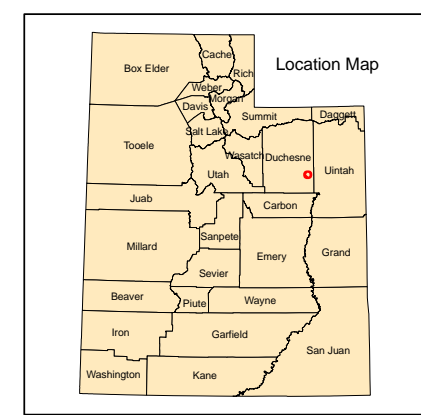 Location Map
Cache
Box Elder
Rich
Weber
Morgan
Davis
Summit
Daggett
Salt Lake
Tooele
Wasatch
Duchesne
Uintah
Utah
Juab
Carbon
Sanpete
Millard
Emery
Grand
Sevier
Beaver
Piute
Wayne
Iron
Garfield
San Juan
Washington
Kane